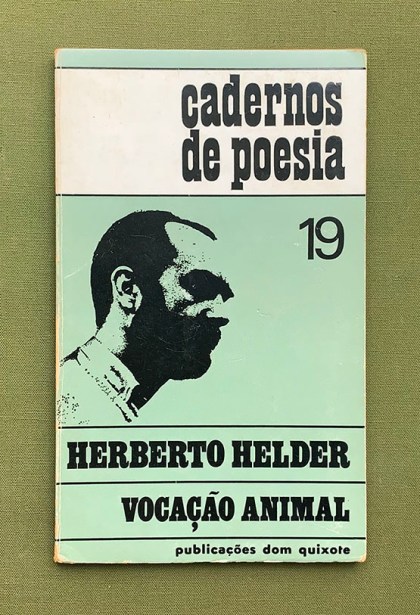 cadernos
de poesia
19
HERBERTO HELDER
VOCAÇÃO ANIMAL
publicações dom quixote